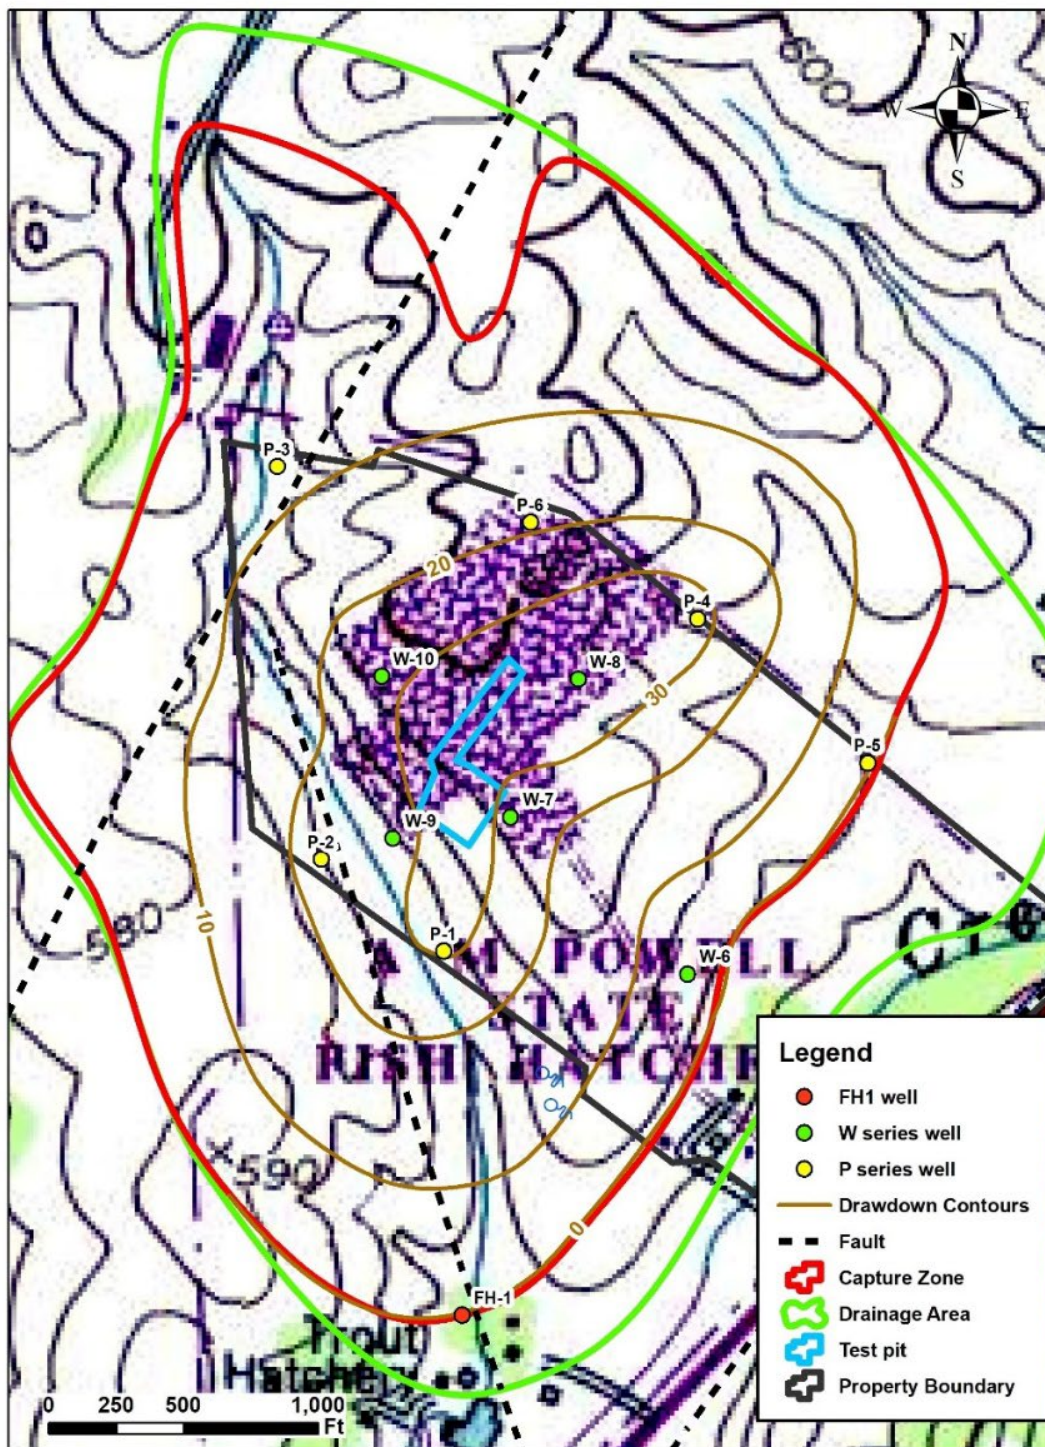 600
N
W E
S
P-3
P-6
20
P-4
W-10
W-8
30
P-5
W-7
W-9
P-2
580
10
P-1
W-6
A M POWELL
STATE
FISH HATCH
590
0
FH-1
Trout
Hatchery
0 250 500 1,000
Ft
Legend
FH1 well
W series well
P series well
Drawdown Contours
Fault
Capture Zone
Drainage Area
Test pit
Property Boundary